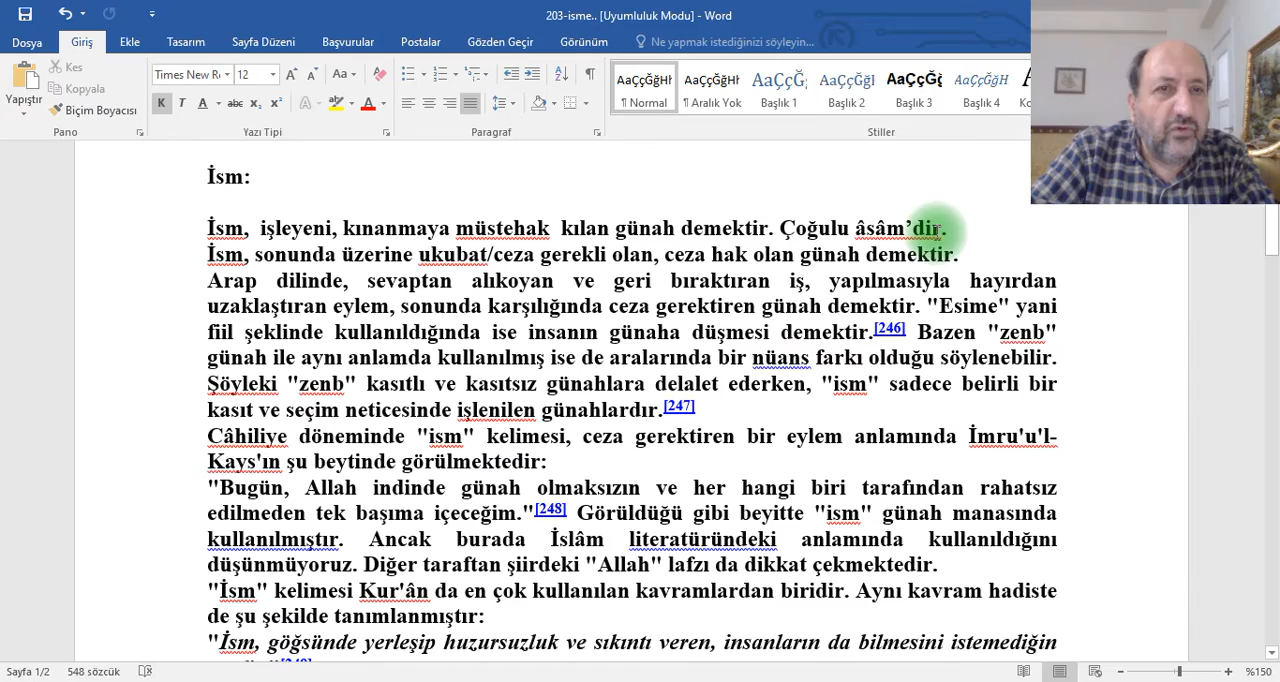 203-isme.. [Uyumluluk Modu] - Word
Dosya Giriş Ekle Tasarım Sayfa Düzeni Başvurular Postalar Gözden Geçir Görünüm Ne yapmak istediğinizi söyleyin...
Yapıştır
Kes
Kopyala
Biçim Boyacısı
Pano
Times New R 12
Yazı Tipi
Paragraf
AaÇçĞğHł AaÇçĞğHł AaÇçĞ AaÇçĞğI AaÇçĞğ AaÇçĞğH
¶ Normal ¶ Aralık Yok Başlık 1 Başlık 2 Başlık 3 Başlık 4
Stiller
İsm:
İsm, işleyeni, kınanmaya müstehak kılan günah demektir. Çoğulu âsâm’dir.
İsm, sonunda üzerine ukubat/ceza gerekli olan, ceza hak olan günah demektir.
Arap dilinde, sevaptan alıkoyan ve geri bıraktıran iş, yapılmasıyla hayırdan
uzaklaştıran eylem, sonunda karşılığında ceza gerektiren günah demektir. "Esime" yani
fiil şeklinde kullanıldığında ise insanın günaha düşmesi demektir.[246] Bazen "zenb"
günah ile aynı anlamda kullanılmış ise de aralarında bir nüans farkı olduğu söylenebilir.
Şöyleki "zenb" kasıtlı ve kasıtsız günahlara delalet ederken, "ism" sadece belirli bir
kasıt ve seçim neticesinde işlenilen günahlardır.[247]
Câhiliye döneminde "ism" kelimesi, ceza gerektiren bir eylem anlamında İmru'u'l-
Kays'ın şu beytinde görülmektedir:
"Bugün, Allah indinde günah olmaksızın ve her hangi biri tarafından rahatsız
edilmeden tek başıma içeceğim."[248] Görüldüğü gibi beyitte "ism" günah manasında
kullanılmıştır. Ancak burada İslâm literatüründeki anlamında kullanıldığını
düşünmüyoruz. Diğer taraftan şiirdeki "Allah" lafzı da dikkat çekmektedir.
"İsm" kelimesi Kur'ân da en çok kullanılan kavramlardan biridir. Aynı kavram hadiste
de şu şekilde tanımlanmıştır:
"İsm, göğsünde yerleşip huzursuzluk ve sıkıntı veren, insanların da bilmesini istemediğin
Sayfa 1/2 548 sözcük %150